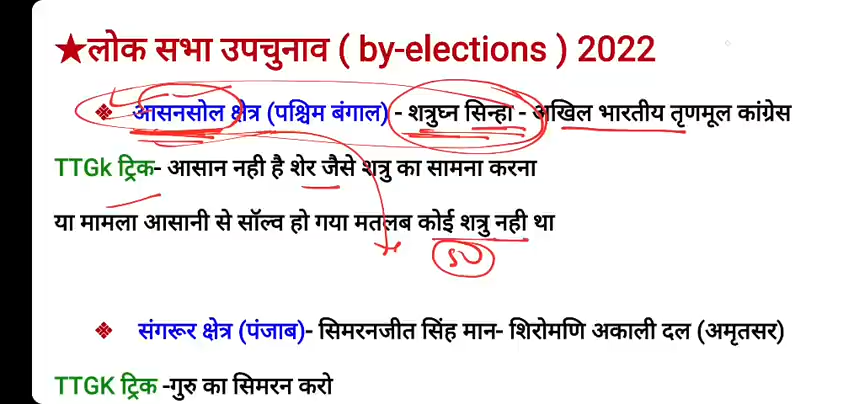 ★लोक सभा उपचुनाव ( by-elections ) 2022
❖ आसनसोल क्षेत्र (पश्चिम बंगाल) - शत्रुघ्न सिन्हा - अखिल भारतीय तृणमूल कांग्रेस
TTGk ट्रिक- आसान नही है शेर जैसे शत्रु का सामना करना
या मामला आसानी से सॉल्व हो गया मतलब कोई शत्रु नही था
❖ संगरूर क्षेत्र (पंजाब)- सिमरनजीत सिंह मान- शिरोमणि अकाली दल (अमृतसर)
TTGK ट्रिक -गुरु का सिमरन करो